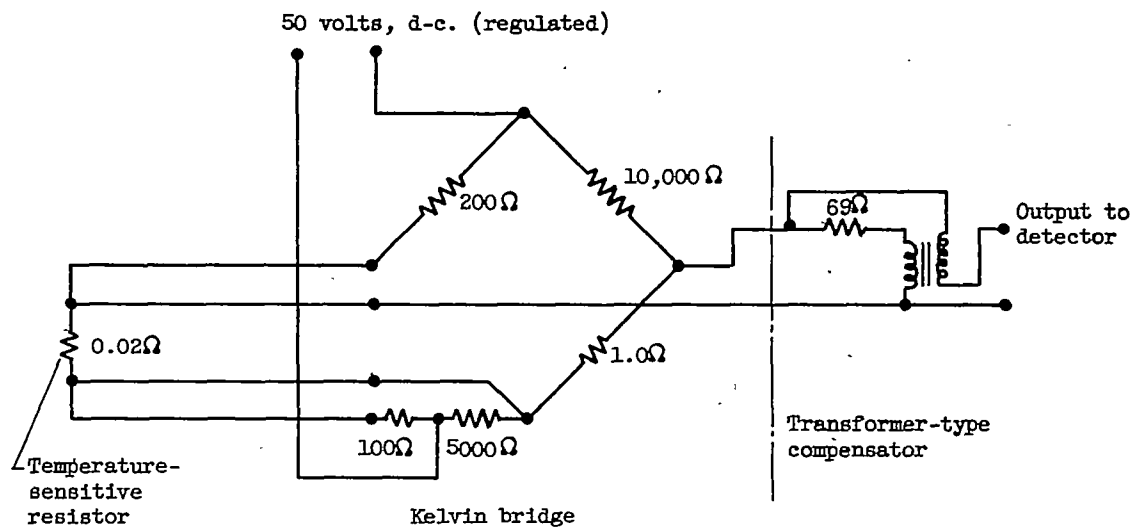 50 volts, d-c. (regulated)
10,000 Ω
200 Ω
69Ω
Output to
detector
0.02Ω
1.0Ω
100Ω
5000 Ω
Transformer-type
compensator
Temperature-
sensitive
resistor
Kelvin bridge